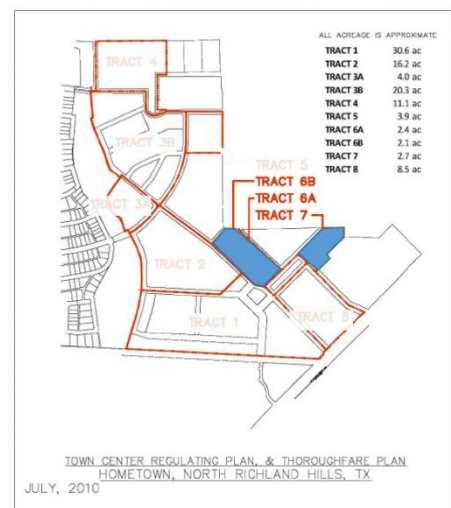 ALL ACREAGE IS APPROXIMATE
TRACT 1 30.6 ac
TRACT 2 16.2 ac
TRACT 3A 4.0 ac
TRACT 3B 20.3 ac
TRACT 4 11.1 ac
TRACT 5 3.9 ac
TRACT 6A 2.4 ac
TRACT 6B 2.1 ac
TRACT 7 2.7 ac
TRACT 8 8.5 ac
TRACT 4
TRACT 3B
TRACT 5
TRACT 6B
TRACT 6A
TRACT 7
TRACT 3A
TRACT 2
TRACT 1
TRACT 8
TOWN CENTER REGULATING PLAN, & THOROUGHFARE PLAN
HOMETOWN, NORTH RICHLAND HILLS, TX
JULY, 2010